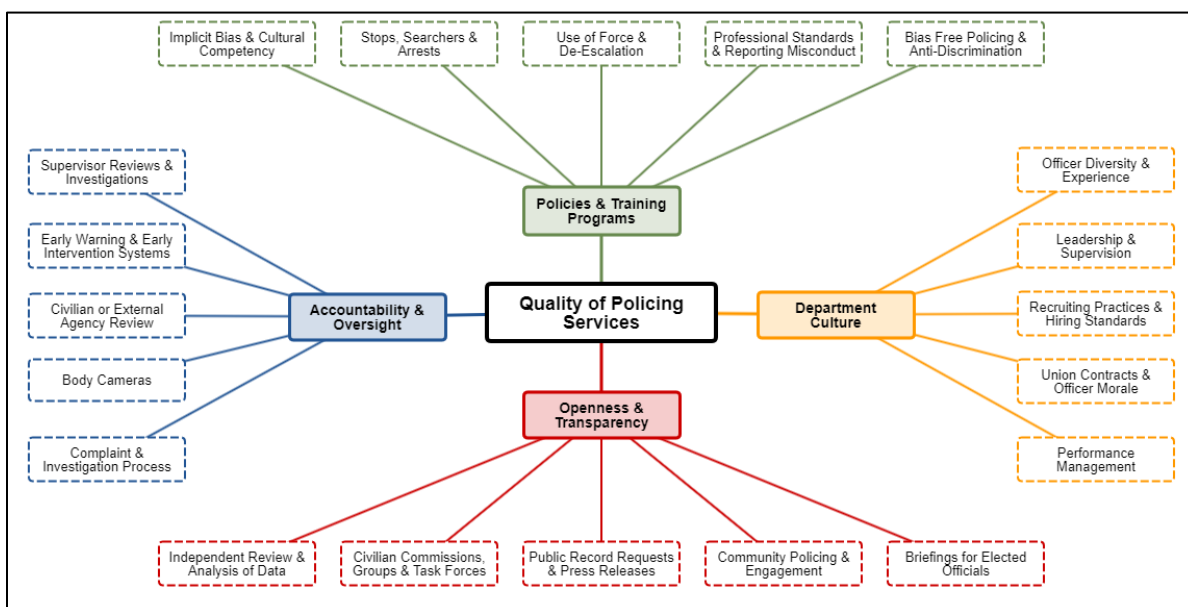 Implicit Bias & Cultural
Competency
Stops, Searchers &
Arrests
Use of Force &
De-Escalation
Professional Standards
& Reporting Misconduct
Bias Free Policing &
Anti-Discrimination
Policies & Training
Programs
Supervisor Reviews &
Investigations
Early Warning & Early
Intervention Systems
Civilian or External
Agency Review
Body Cameras
Complaint &
Investigation Process
Accountability &
Oversight
Quality of Policing
Services
Department
Culture
Officer Diversity &
Experience
Leadership &
Supervision
Recruiting Practices &
Hiring Standards
Union Contracts &
Officer Morale
Performance
Management
Openness &
Transparency
Independent Review &
Analysis of Data
Civilian Commissions,
Groups & Task Forces
Public Record Requests
& Press Releases
Community Policing &
Engagement
Briefings for Elected
Officials